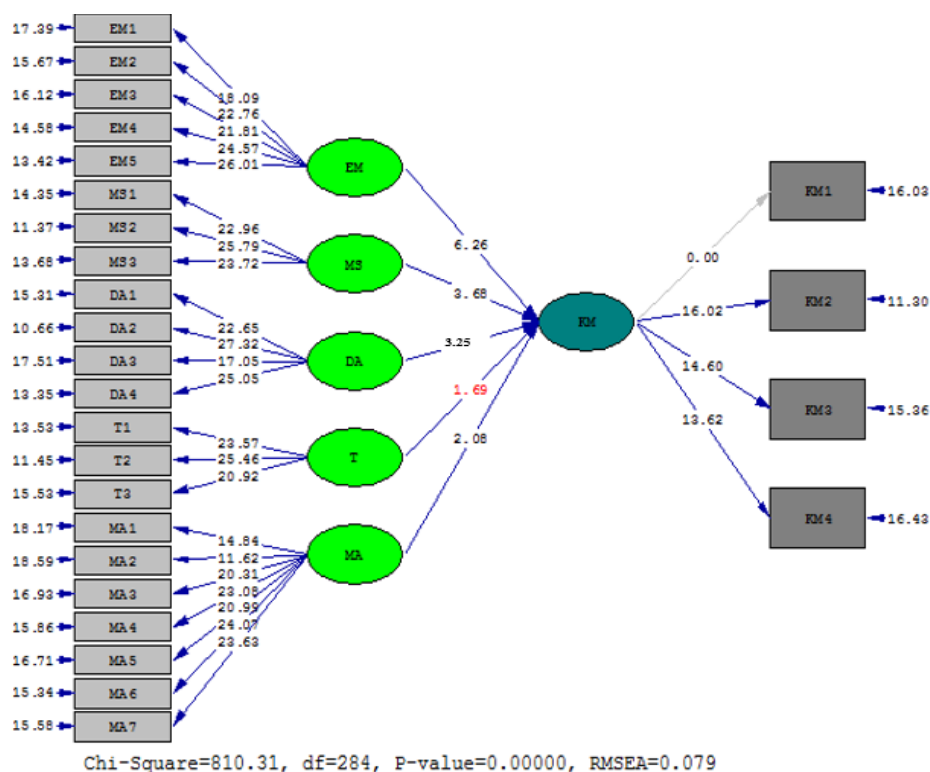 17.39 EM1
15.67 EM2
16.12 EM3
14.58 EM4
13.42 EM5
14.35 MS1
11.37 MS2
13.68 MS3
15.31 DA1
10.66 DA2
17.51 DA3
13.35 DA4
13.53 T1
11.45 T2
15.53 T3
18.17 MA1
18.59 MA2
16.93 MA3
15.86 MA4
16.71 MA5
15.34 MA6
15.58 MA7
18.09
22.76
21.81
24.57
26.01
22.96
25.79
23.72
22.65
27.32
17.05
25.05
23.57
25.46
20.92
14.84
11.62
20.31
23.08
20.99
24.07
23.63
EM
MS
DA
T
MA
6.26
3.68
3.25
1.69
2.08
KM
0.00
16.02
14.60
13.62
KM1 16.03
KM2 11.30
KM3 15.36
KM4 16.43
Chi-Square=810.31, df=284, P-value=0.00000, RMSEA=0.079